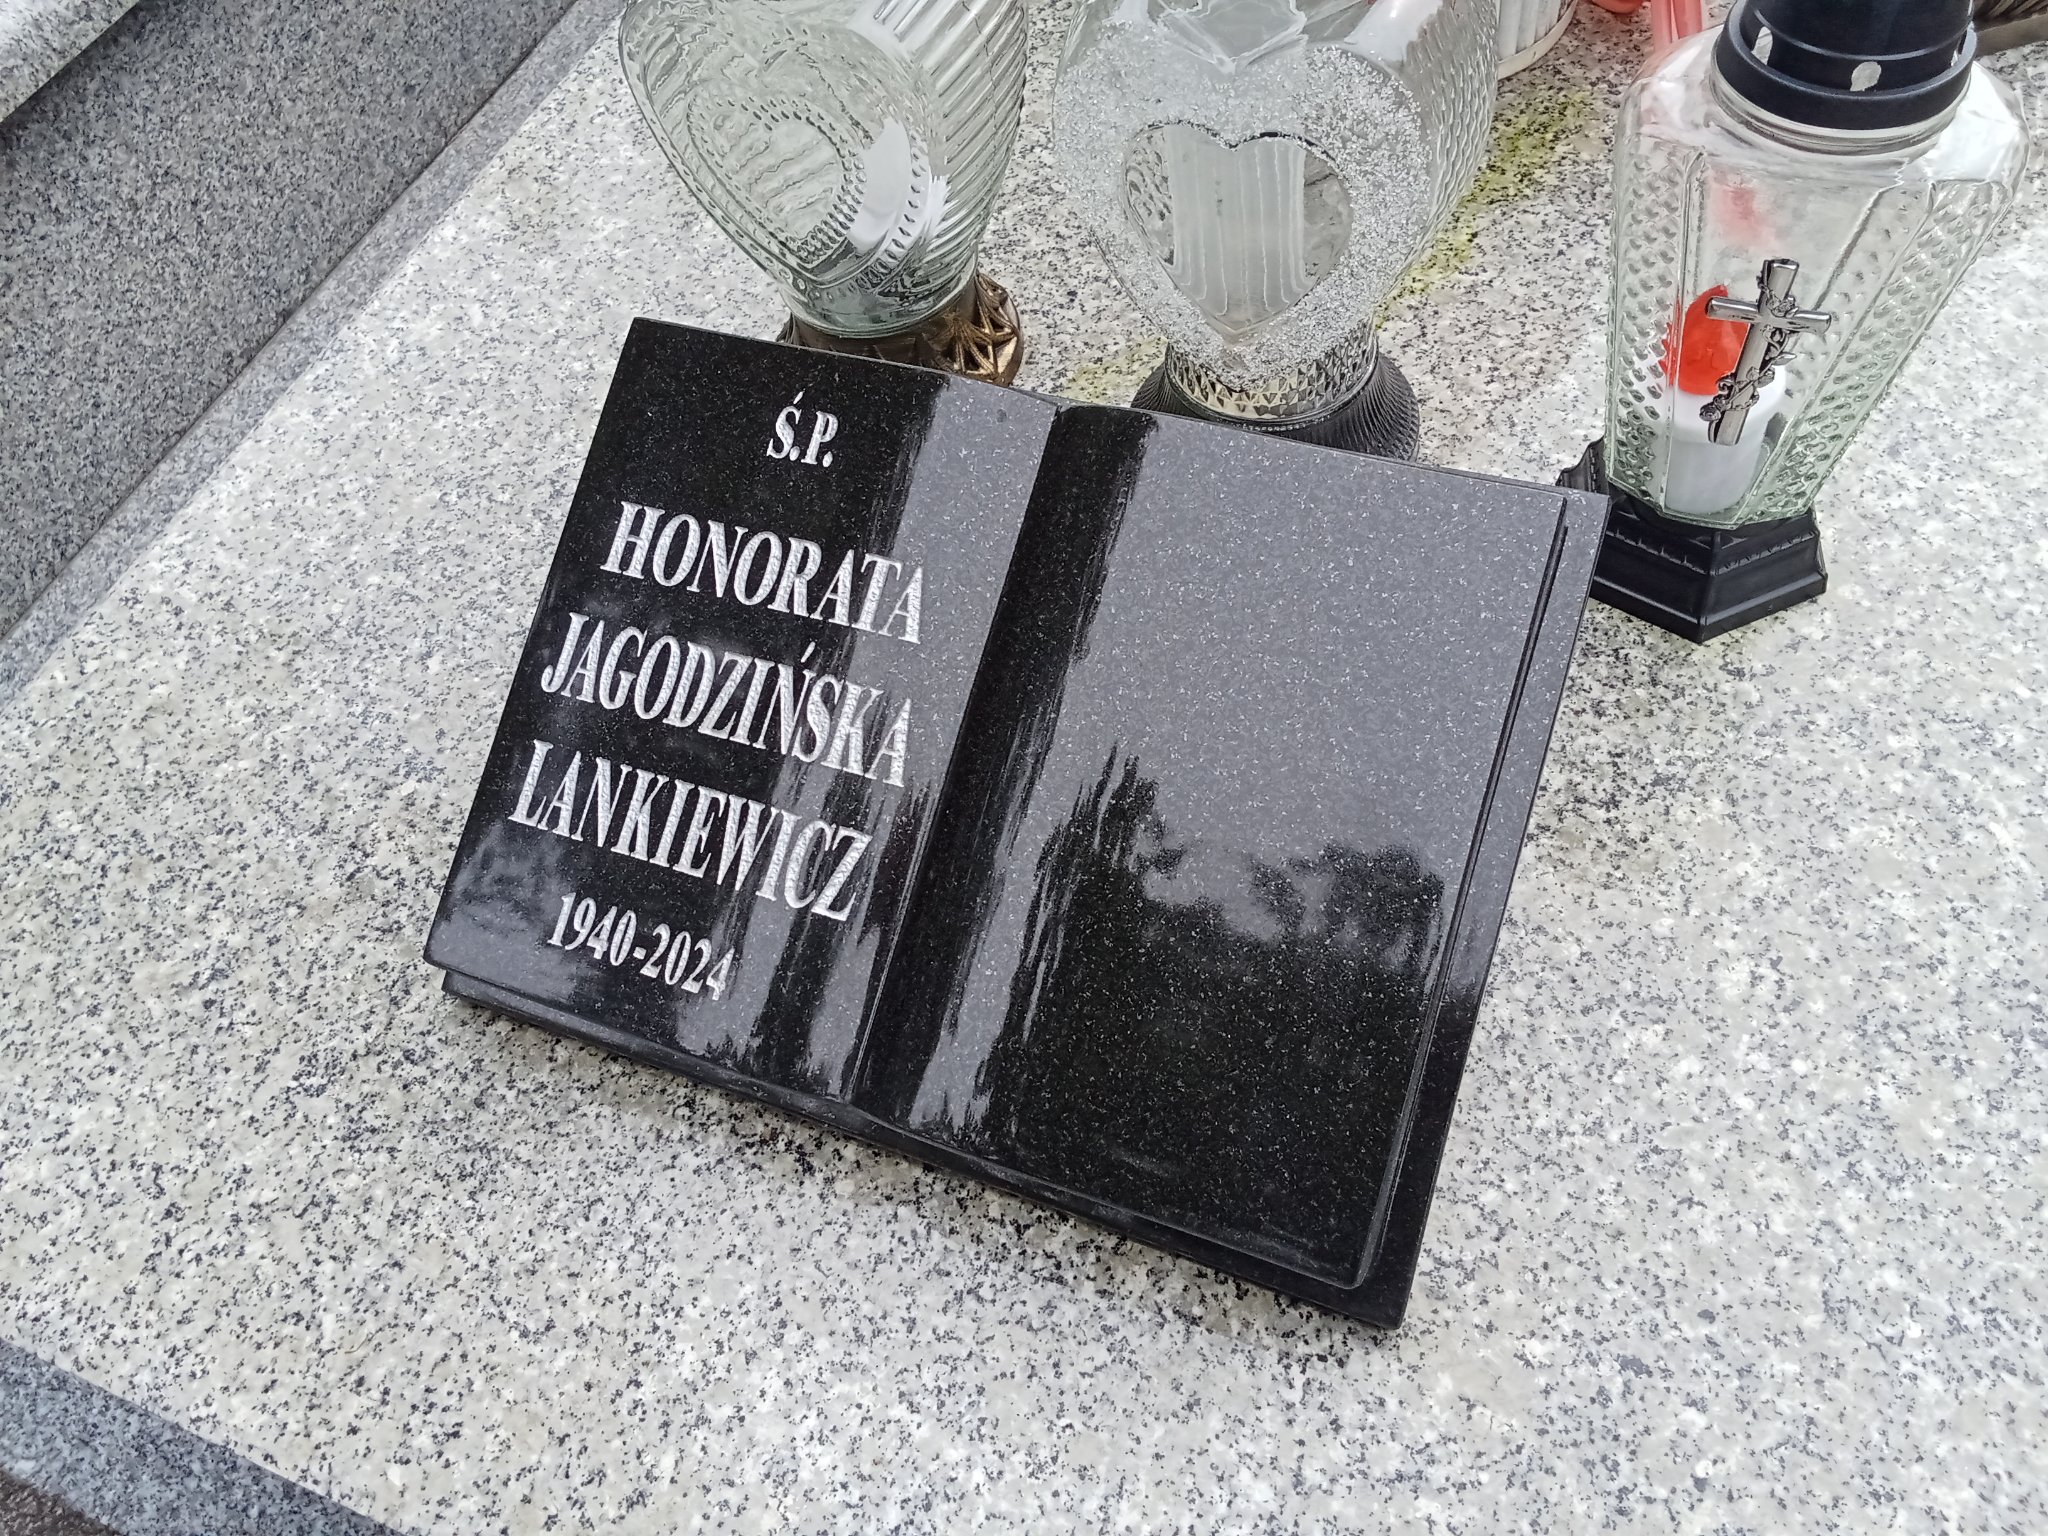 Ś.P.
HONORATA
JAGODZIŃSKA
LANKIEWICZ
1940-2024